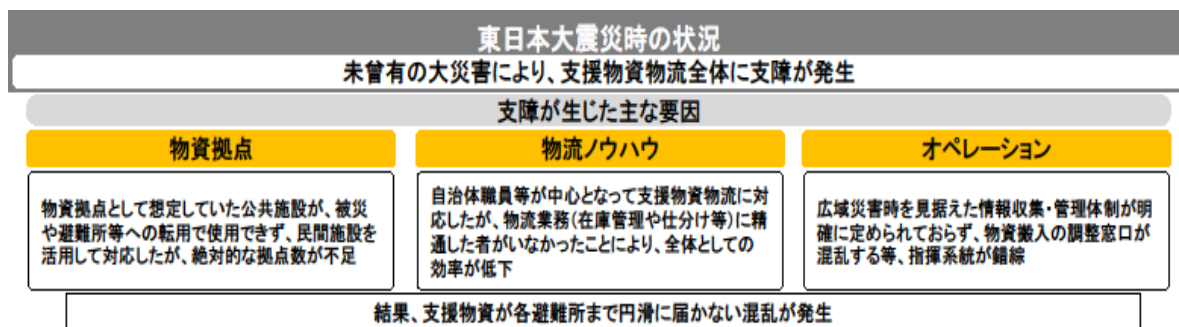 東日本大震災時の状況
未曾有の大災害により、支援物資物流全体に支障が発生
支障が生じた主な要因
物資拠点
物資拠点として想定していた公共施設が、被災
や避難所等への転用で使用できず、民間施設を
活用して対応したが、絶対的な拠点数が不足
物流ノウハウ
自治体職員等が中心となって支援物資物流に対
応したが、物流業務(在庫管理や仕分け等)に精
通した者がいなかったことにより、全体としての
効率が低下
オペレーション
広域災害時を見据えた情報収集・管理体制が明
確に定められておらず、物資搬入の調整窓口が
混乱する等、指揮系統が錯綜
結果、支援物資が各避難所まで円滑に届かない混乱が発生